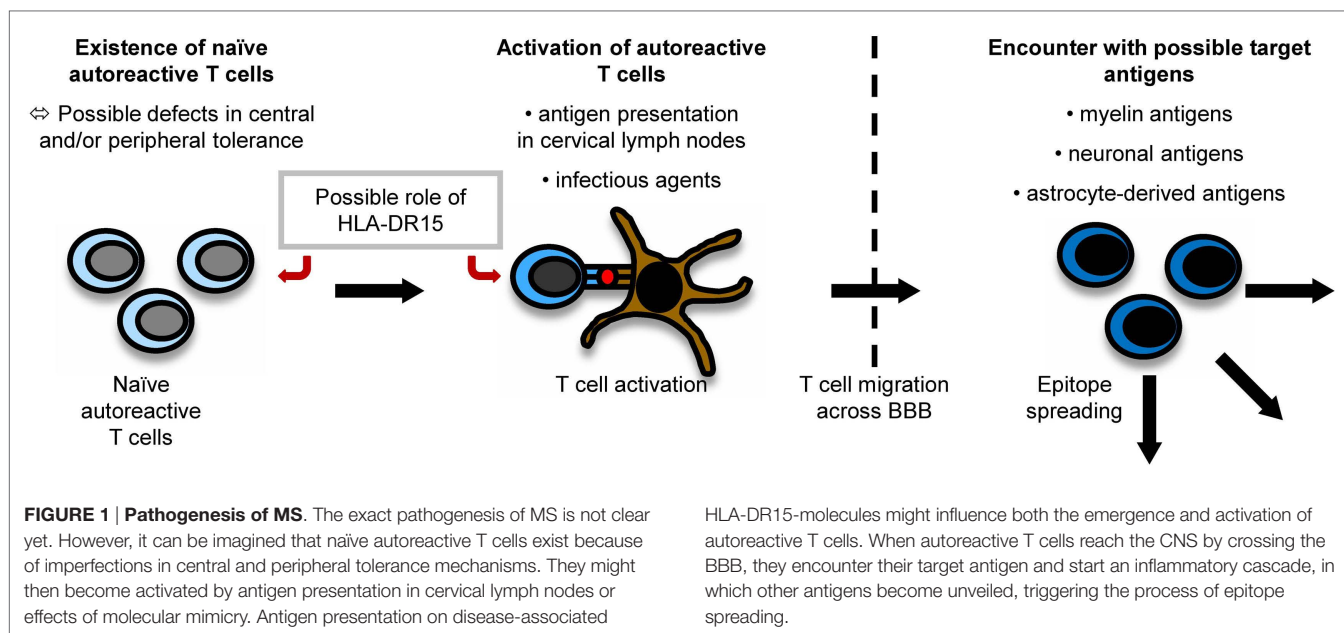 Existence of naïve
autoreactive T cells
⇔ Possible defects in central
and/or peripheral tolerance
Possible role of
HLA-DR15
Naïve
autoreactive
T cells
Activation of autoreactive
T cells
• antigen presentation
in cervical lymph nodes
• infectious agents
T cell activation
T cell migration
across BBB
Encounter with possible target
antigens
• myelin antigens
• neuronal antigens
• astrocyte-derived antigens
Epitope
spreading
FIGURE 1 | Pathogenesis of MS. The exact pathogenesis of MS is not clear
yet. However, it can be imagined that naïve autoreactive T cells exist because
of imperfections in central and peripheral tolerance mechanisms. They might
then become activated by antigen presentation in cervical lymph nodes or
effects of molecular mimicry. Antigen presentation on disease-associated
HLA-DR15-molecules might influence both the emergence and activation of
autoreactive T cells. When autoreactive T cells reach the CNS by crossing the
BBB, they encounter their target antigen and start an inflammatory cascade, in
which other antigens become unveiled, triggering the process of epitope
spreading.